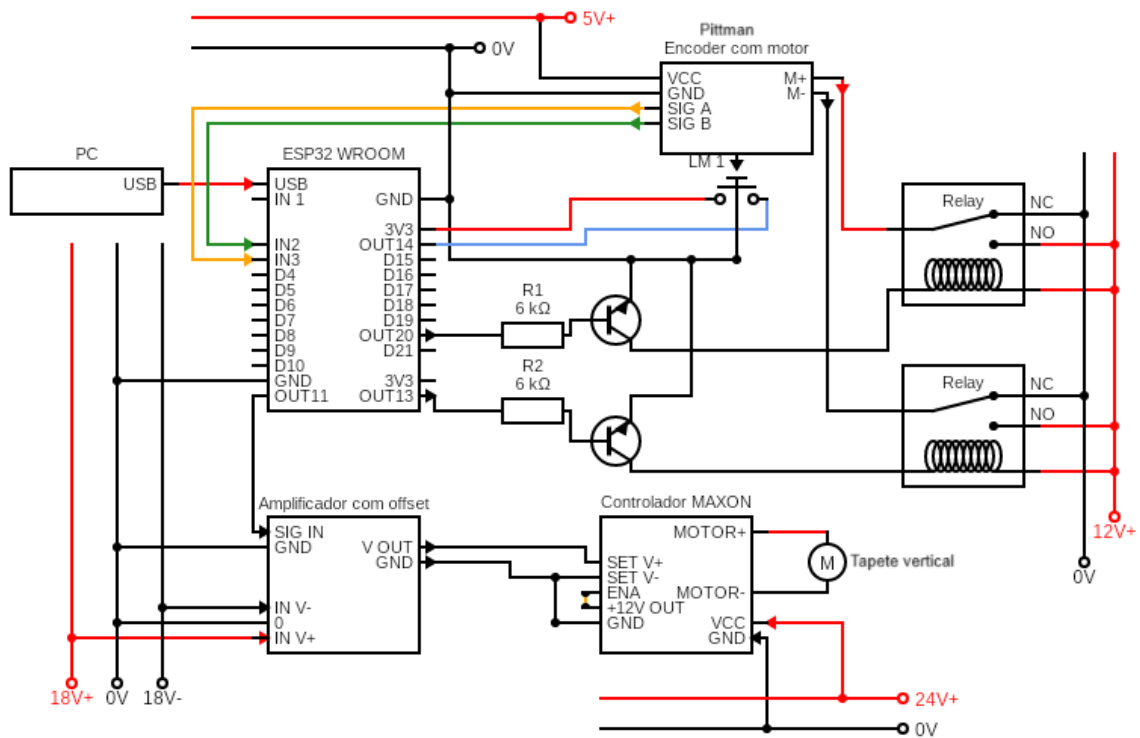 5V+
0V
Pittman
Encoder com motor
VCC
GND
SIG A
SIG B
M+
M-
LM 1
PC
USB
ESP32 WROOM
USB
IN 1
IN2
IN3
D4
D5
D6
D7
D8
D9
D10
GND
OUT11
GND
3V3
OUT14
D15
D16
D17
D18
D19
OUT20
D21
3V3
OUT13
R1
6 kΩ
R2
6 kΩ
Relay
NC
NO
Relay
NC
NO
12V+
0V
Amplificador com offset
SIG IN
GND
IN V-
0
IN V+
V OUT
GND
18V+
0V
18V-
Controlador MAXON
SET V+
SET V-
ENA
+12V OUT
GND
MOTOR+
MOTOR-
VCC
GND
M
Tapete vertical
24V+
0V